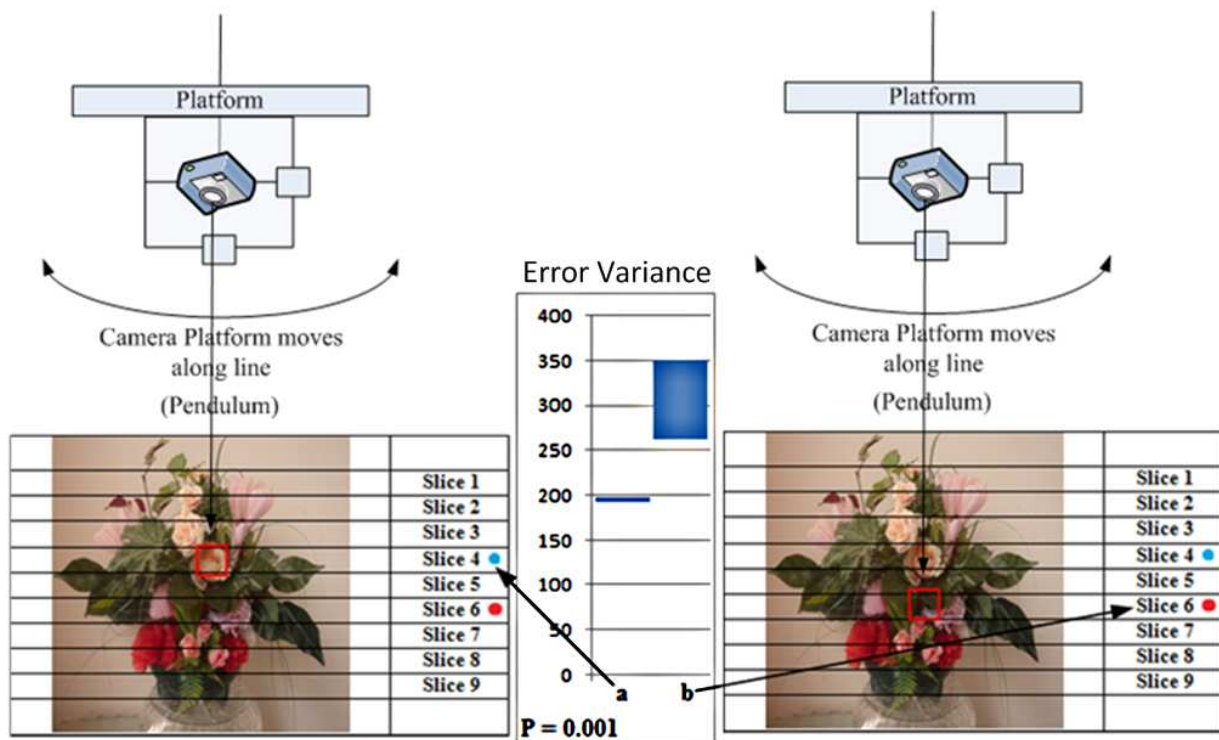 Platform
Camera Platform moves
along line
(Pendulum)
Slice 1
Slice 2
Slice 3
Slice 4
Slice 5
Slice 6
Slice 7
Slice 8
Slice 9
Error Variance
400
350
300
250
200
150
100
50
0
a b
P = 0.001
Platform
Camera Platform moves
along line
(Pendulum)
Slice 1
Slice 2
Slice 3
Slice 4
Slice 5
Slice 6
Slice 7
Slice 8
Slice 9